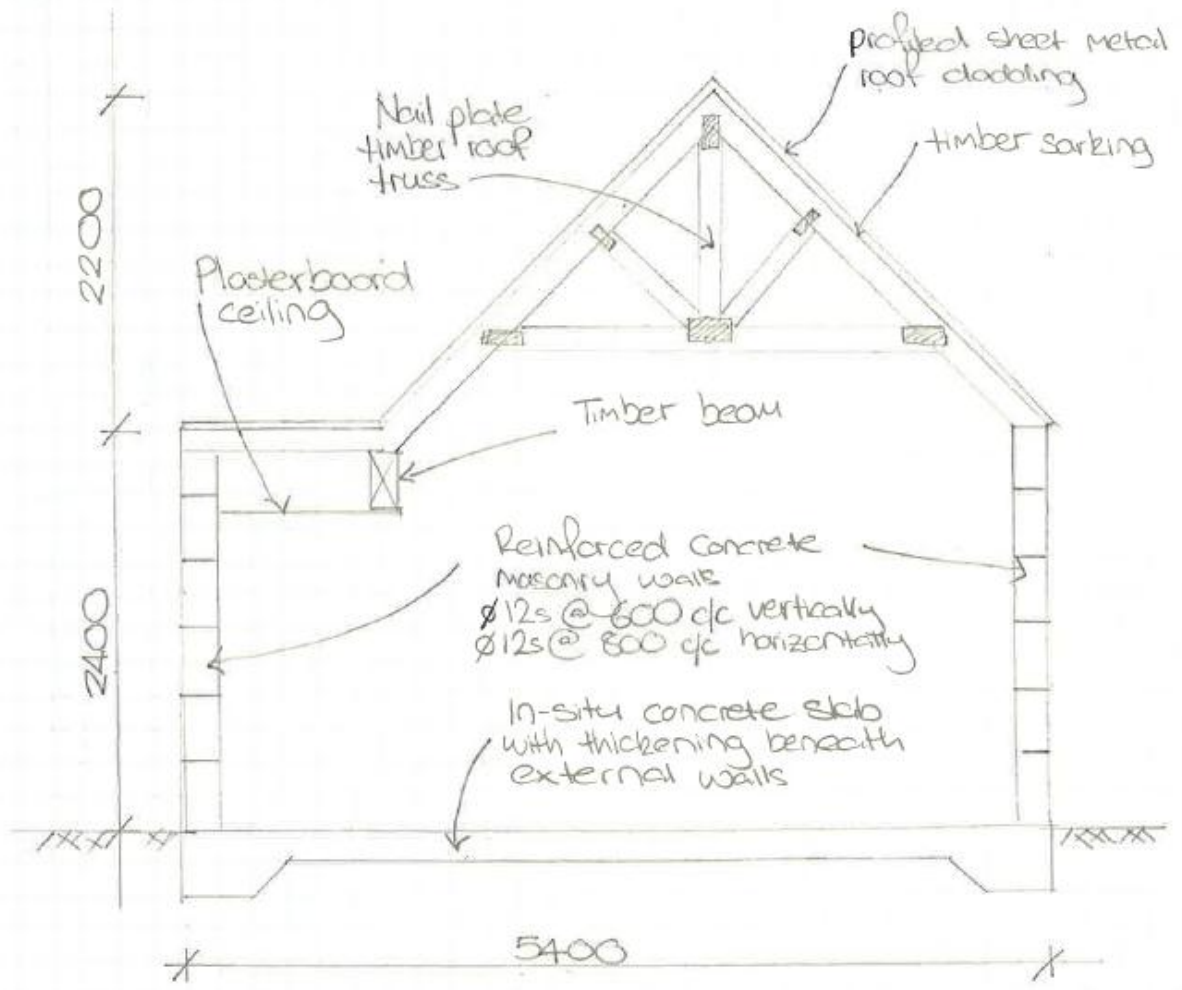 Profiled sheet metal
roof cladding
Nail plate
timber roof
truss
timber sarking
2200
Plasterboard
ceiling
Timber beam
Reinforced concrete
masonry walls
Ø12s @ 600 c/c vertically
Ø12s @ 800 c/c horizontally
2400
In-situ concrete slab
with thickening beneath
external walls
5400